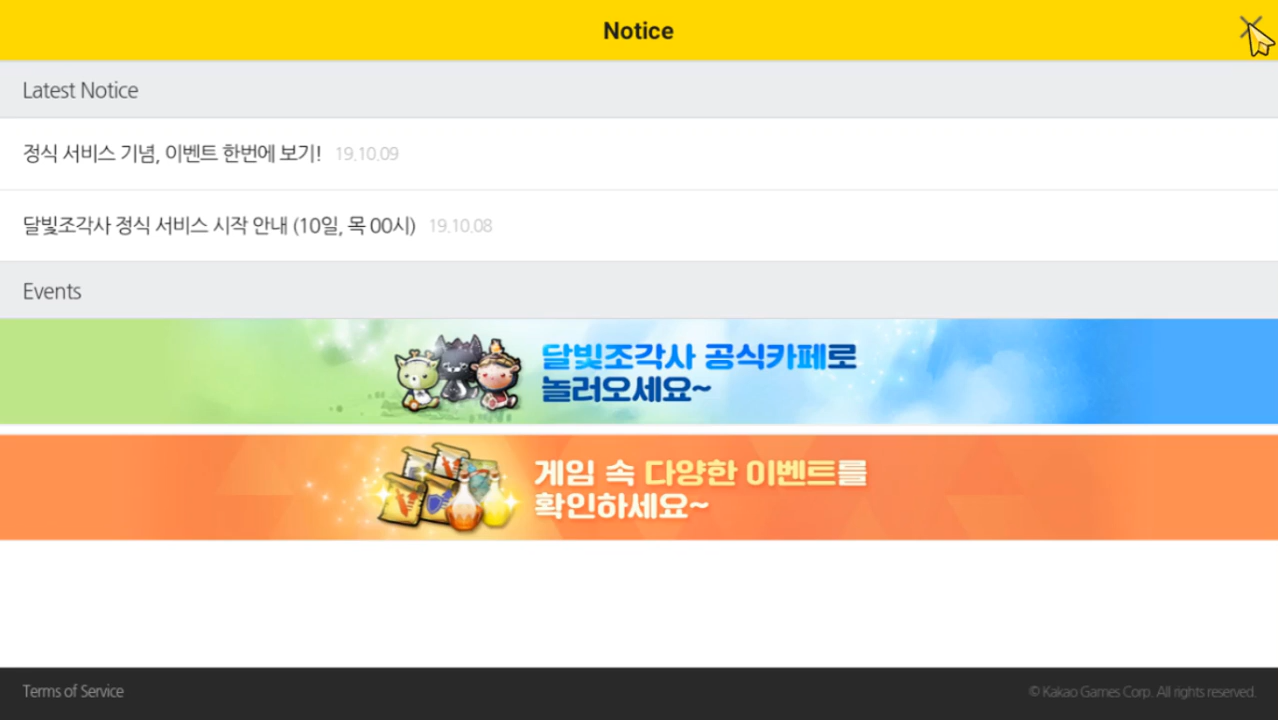 Notice
Latest Notice
정식 서비스 기념, 이벤트 한번에 보기! 19.10.09
달빛조각사 정식 서비스 시작 안내 (10일, 목 00시) 19.10.08
Events
달빛조각사 공식카페로
놀러오세요~
게임 속 다양한 이벤트를
확인하세요~
Terms of Service
© Kakao Games Corp. All rights reserved.